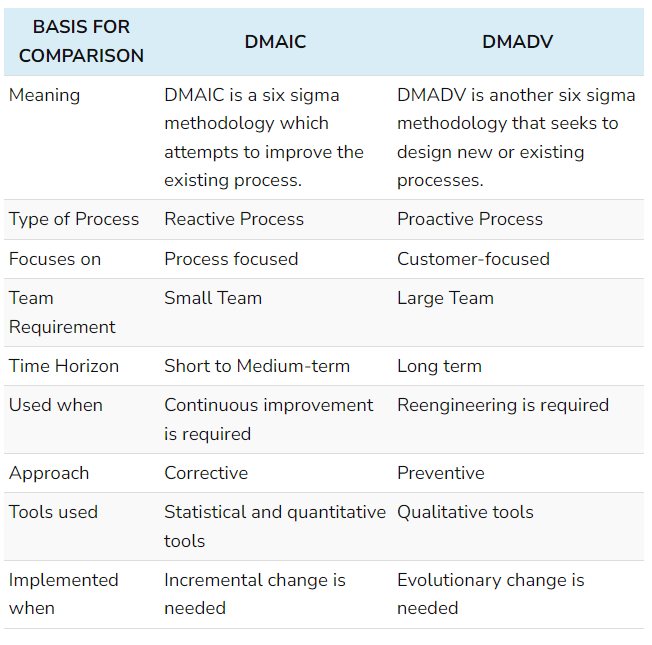 BASIS FOR
COMPARISON
DMAIC
DMADV
Meaning
DMAIC is a six sigma
methodology which
attempts to improve the
existing process.
DMADV is another six sigma
methodology that seeks to
design new or existing
processes.
Type of Process
Reactive Process
Proactive Process
Focuses on
Process focused
Customer-focused
Team
Requirement
Small Team
Large Team
Time Horizon
Short to Medium-term
Long term
Used when
Continuous improvement
is required
Reengineering is required
Approach
Corrective
Preventive
Tools used
Statistical and quantitative
tools
Qualitative tools
Implemented
when
Incremental change is
needed
Evolutionary change is
needed